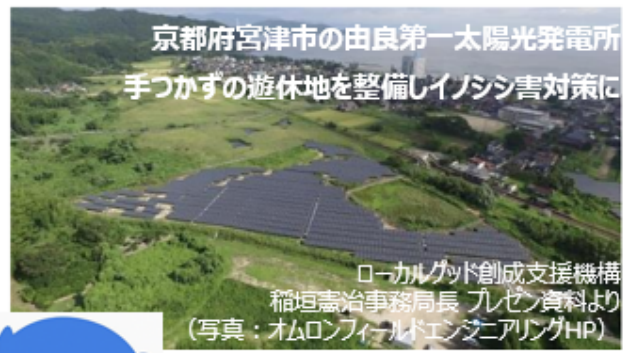 京都府宮津市の由良第一太陽光発電所
手つかずの遊休地を整備しイノシシ害対策に
ローカルグッド創成支援機構
稲垣憲治事務局長 プレゼン資料より
（写真：オムロンフィールドエンジニアリングHP）